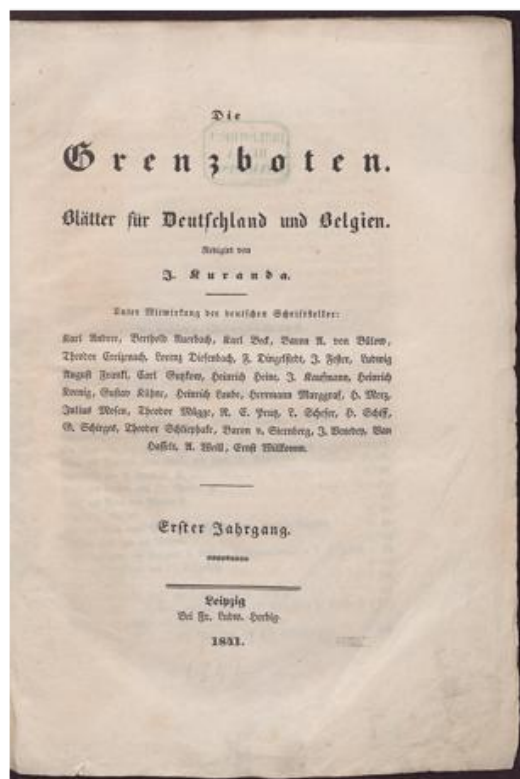 Die
Grenzboten.
Blätter für Deutschland und Belgien.
Redigirt von
J. Kuranda.
Unter Mitwirkung der deutschen Schriftsteller:
Karl Andree, Berthold Auerbach, Karl Beck, Baron A. von Bülow,
Theodor Creizenach, Lorenz Diefenbach, F. Dingelstedt, J. Fester, Ludwig
August Frankl, Carl Gutzkow, Heinrich Heine, J. Kaufmann, Heinrich
Koenig, Gustav Kühne, Heinrich Laube, Herrmann Marggraf, H. Merz,
Julius Mosen, Theodor Mügge, R. E. Prutz, L. Schefer, H. Schiff,
G. Schirges, Theodor Schliephake, Baron v. Sternberg, J. Venedey, Van
Hasselt, A. Weill, Ernst Willkomm.
Erster Jahrgang.
Leipzig
Bei Fr. Ludw. Herbig.
1841.